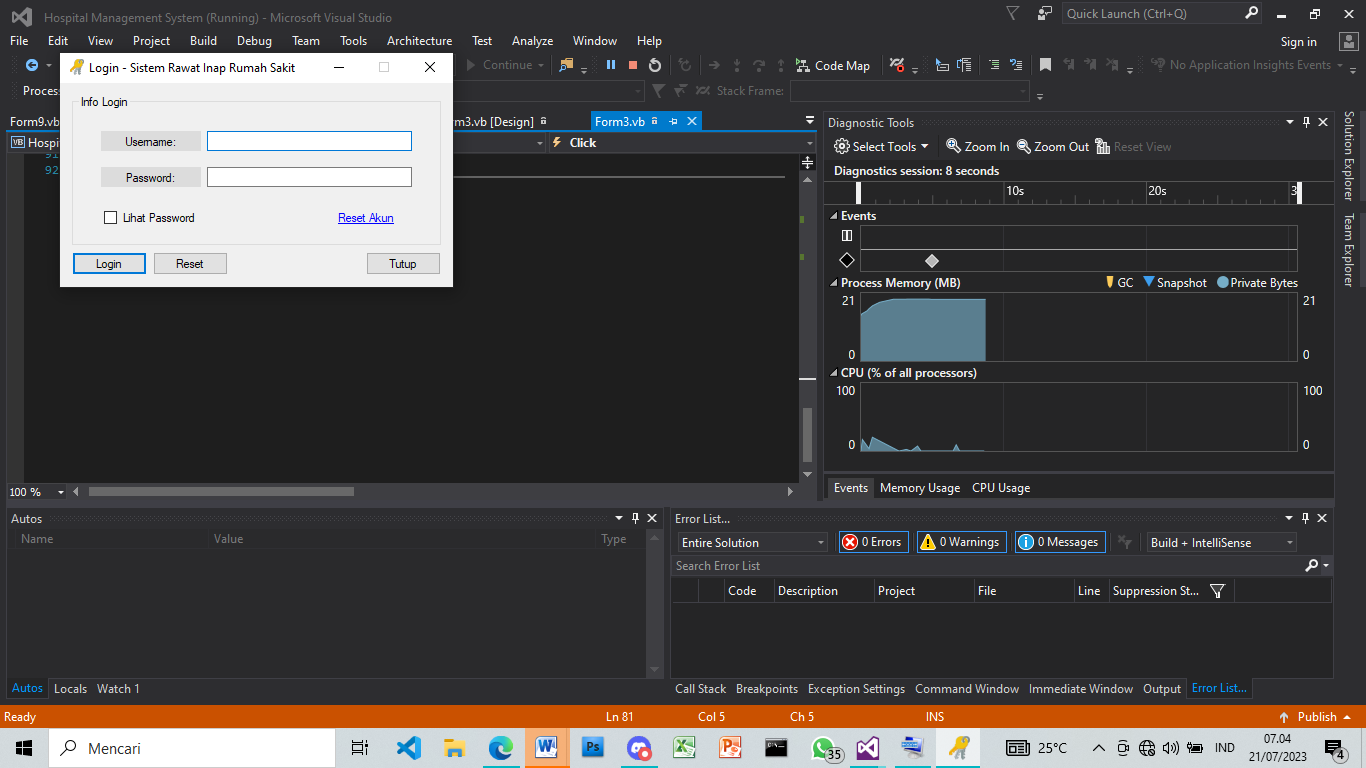 Hospital Management System (Running) - Microsoft Visual Studio
Quick Launch (Ctrl+Q)
File Edit View Project Build Debug Team Tools Architecture Test Analyze Window Help
Sign in
Login - Sistem Rawat Inap Rumah Sakit
Continue
Code Map
No Application Insights Events
Proces
Stack Frame:
Info Login
Username:
Password:
Lihat Password
Reset Akun
Login
Reset
Tutup
Form9.vb
m3.vb [Design]
Form3.vb
VB Hospi
Click
91
92
100 %
Diagnostic Tools
Select Tools
Zoom In
Zoom Out
Reset View
Diagnostics session: 8 seconds
10s
20s
3
Events
Process Memory (MB)
GC
Snapshot
Private Bytes
21
21
0
0
CPU (% of all processors)
100
100
0
0
Events
Memory Usage
CPU Usage
Solution Explorer
Team Explorer
Autos
Name
Value
Type
Autos
Locals
Watch 1
Error List...
Entire Solution
0 Errors
0 Warnings
0 Messages
Build + IntelliSense
Search Error List
Code
Description
Project
File
Line
Suppression St...
Call Stack
Breakpoints
Exception Settings
Command Window
Immediate Window
Output
Error List...
Ready
Ln 81
Col 5
Ch 5
INS
Publish
Mencari
35
25°C
IND
07.04
21/07/2023
4